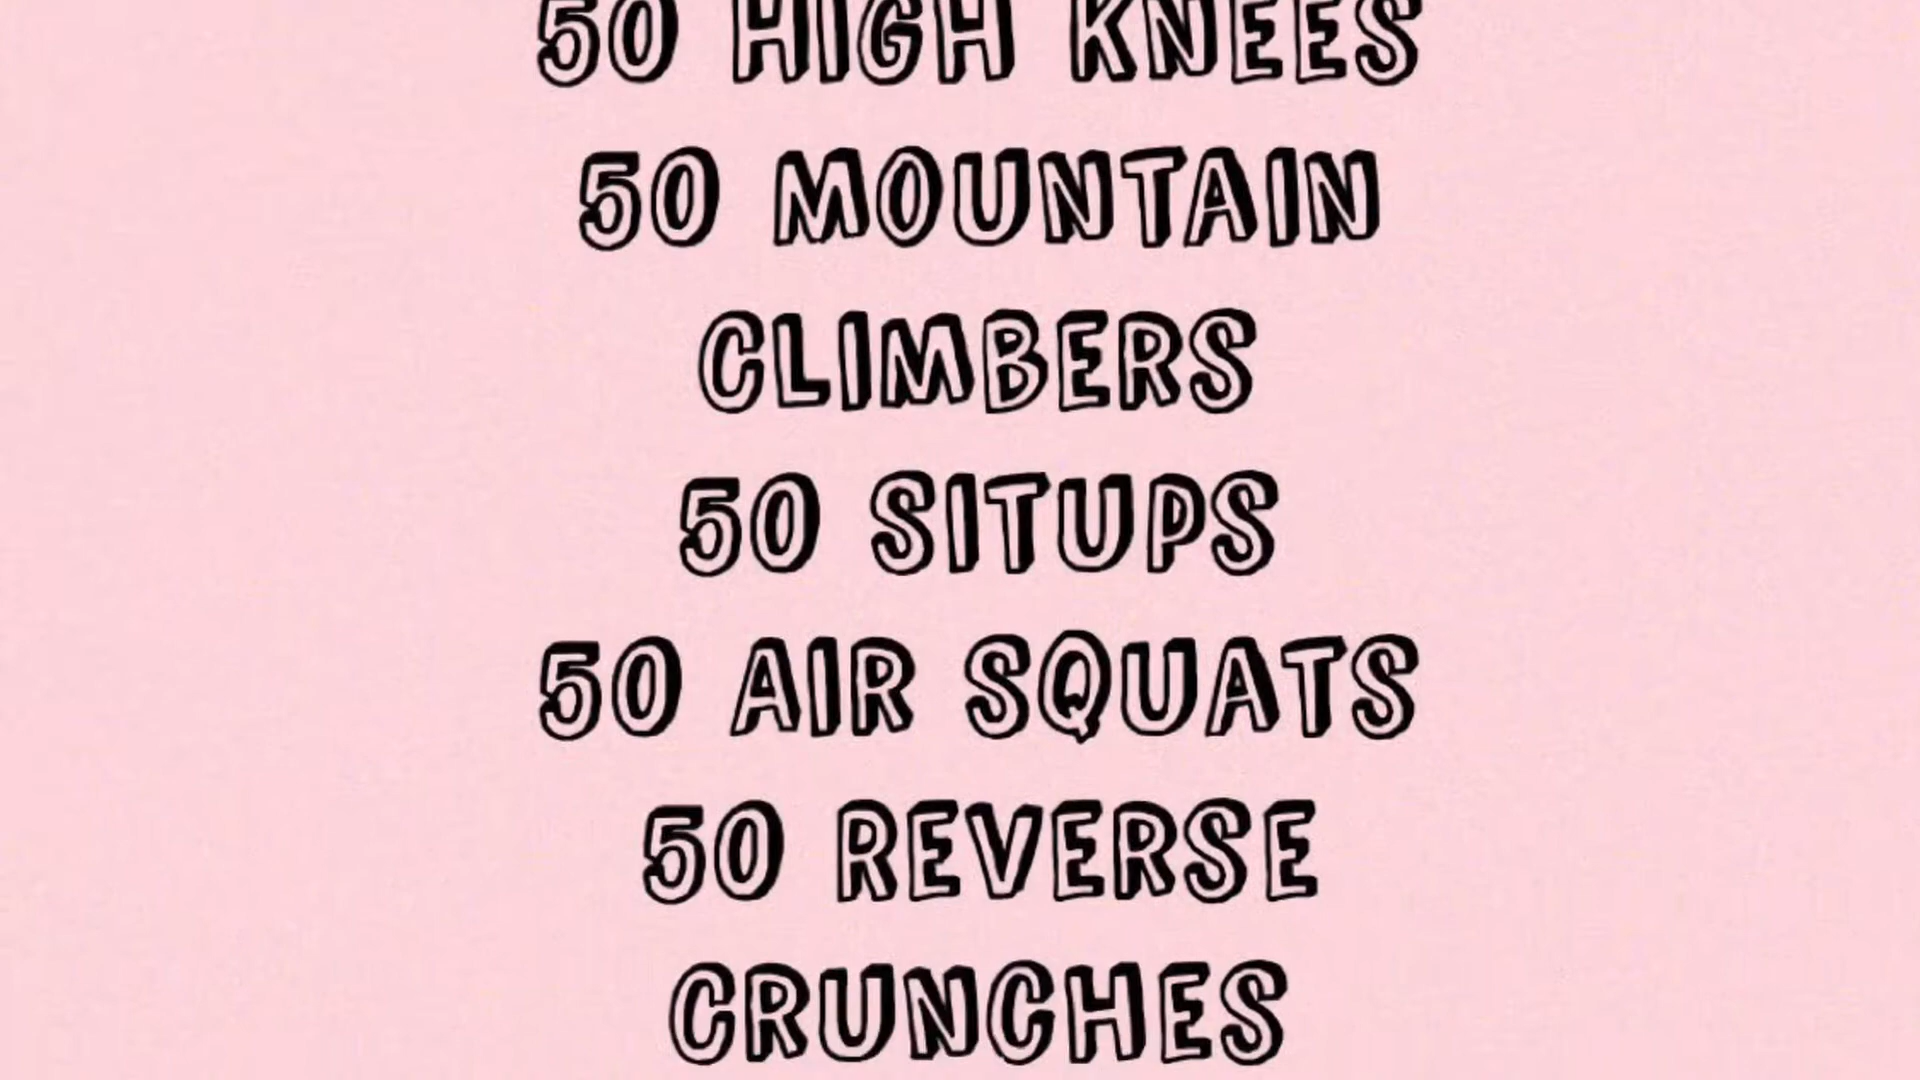 50 HIGH KNEES
50 MOUNTAIN
CLIMBERS
50 SITUPS
50 AIR SQUATS
50 REVERSE
CRUNCHES